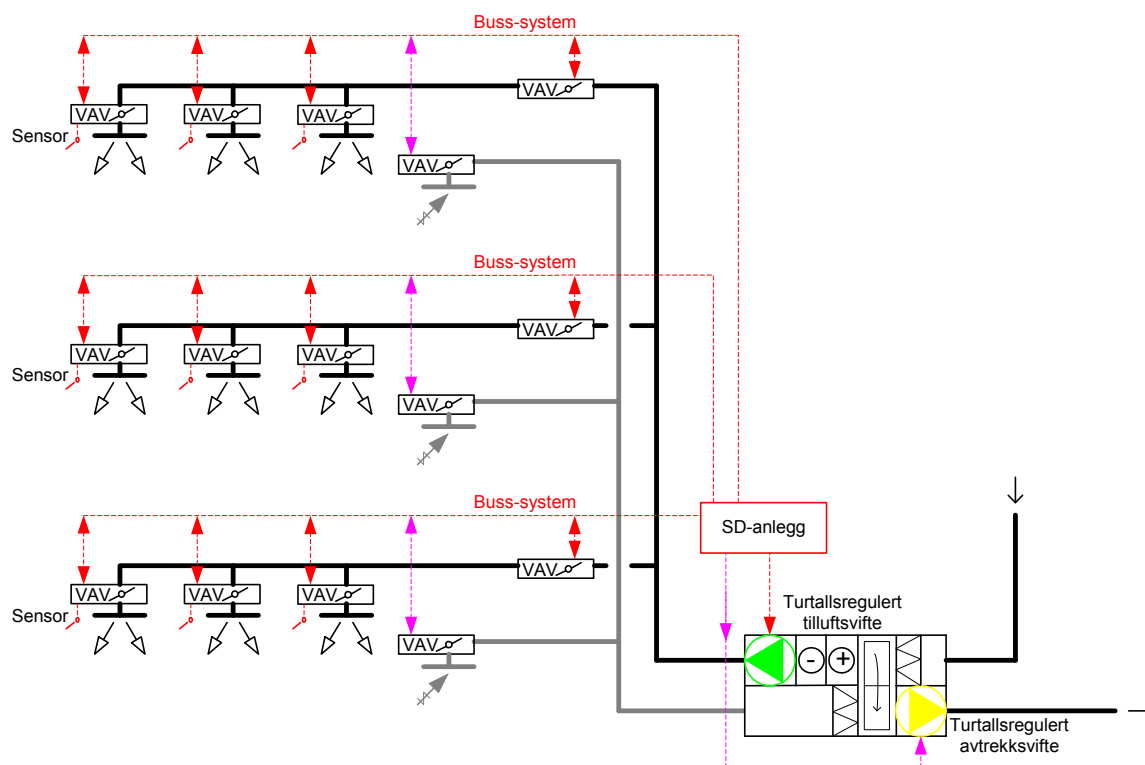 Buss-system
VAV
VAV VAV VAV
Sensor
VAV
Buss-system
VAV
VAV VAV VAV
Sensor
VAV
Buss-system
SD-anlegg
VAV
VAV VAV VAV
Sensor
Turtallsregulert
tilluftsvifte
VAV
- +
Turtallsregulert
avtrekksvifte